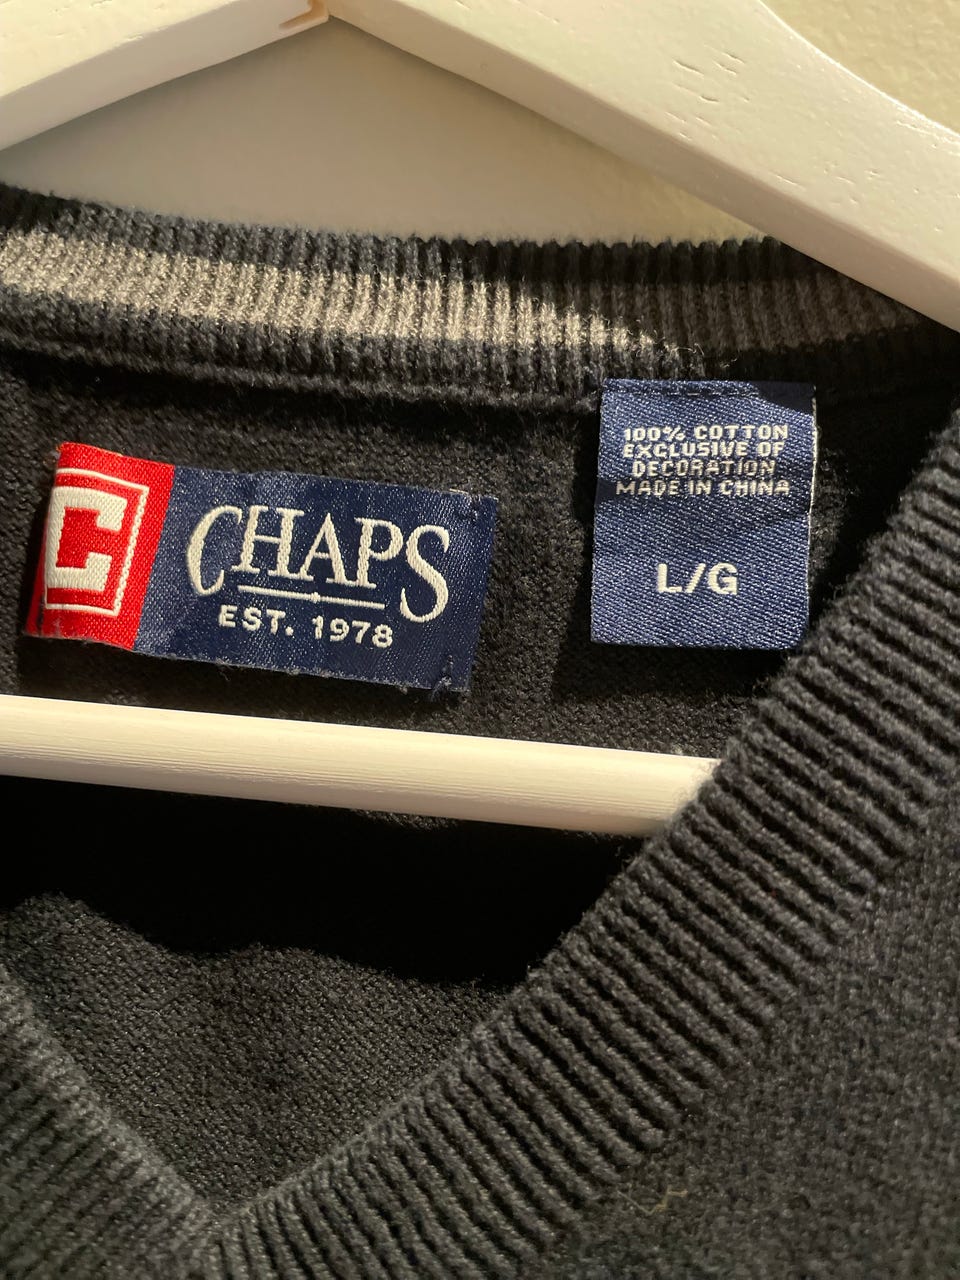 C
CHAPS
EST. 1978
100% COTTON
EXCLUSIVE OF
DECORATION
MADE IN CHINA
L/G